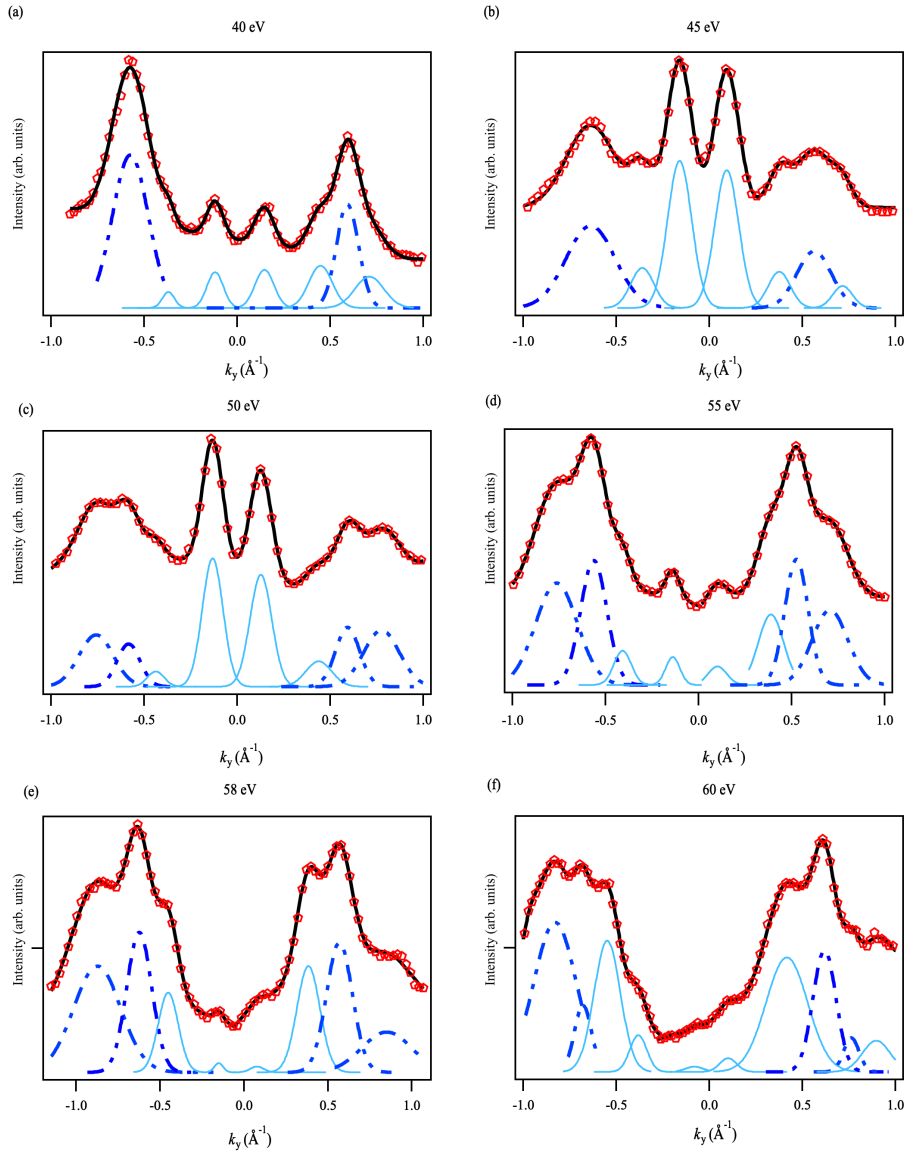 (a)
40 eV
Intensity (arb. units)
-1.0 -0.5 0.0 0.5 1.0
ky (Å-1)
(b)
45 eV
Intensity (arb. units)
-1.0 -0.5 0.0 0.5 1.0
ky (Å-1)
(c)
50 eV
Intensity (arb. units)
-1.0 -0.5 0.0 0.5 1.0
ky (Å-1)
(d)
55 eV
Intensity (arb. units)
-1.0 -0.5 0.0 0.5 1.0
ky (Å-1)
(e)
58 eV
Intensity (arb. units)
-1.0 -0.5 0.0 0.5 1.0
ky (Å-1)
(f)
60 eV
Intensity (arb. units)
-1.0 -0.5 0.0 0.5 1.0
ky (Å-1)